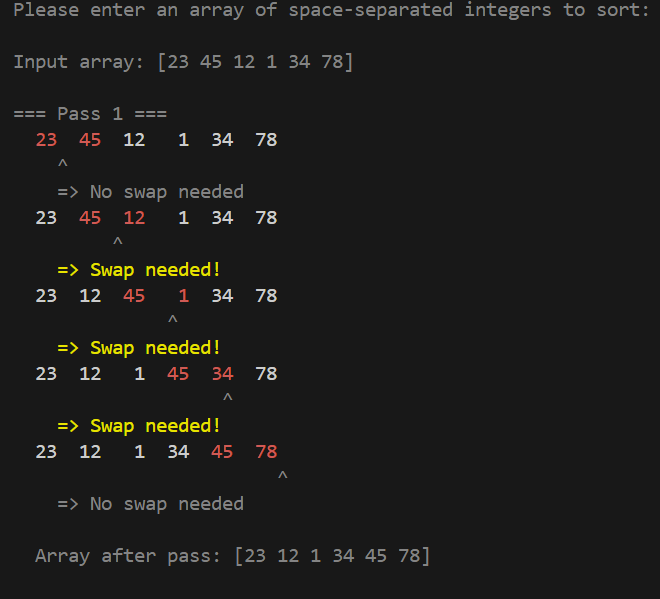 Please enter an array of space-separated integers to sort:
Input array: [23 45 12 1 34 78]
=== Pass 1 ===
23 45 12 1 34 78
^
=> No swap needed
23 45 12 1 34 78
^
=> Swap needed!
23 12 45 1 34 78
^
=> Swap needed!
23 12 1 45 34 78
^
=> Swap needed!
23 12 1 34 45 78
^
=> No swap needed
Array after pass: [23 12 1 34 45 78]